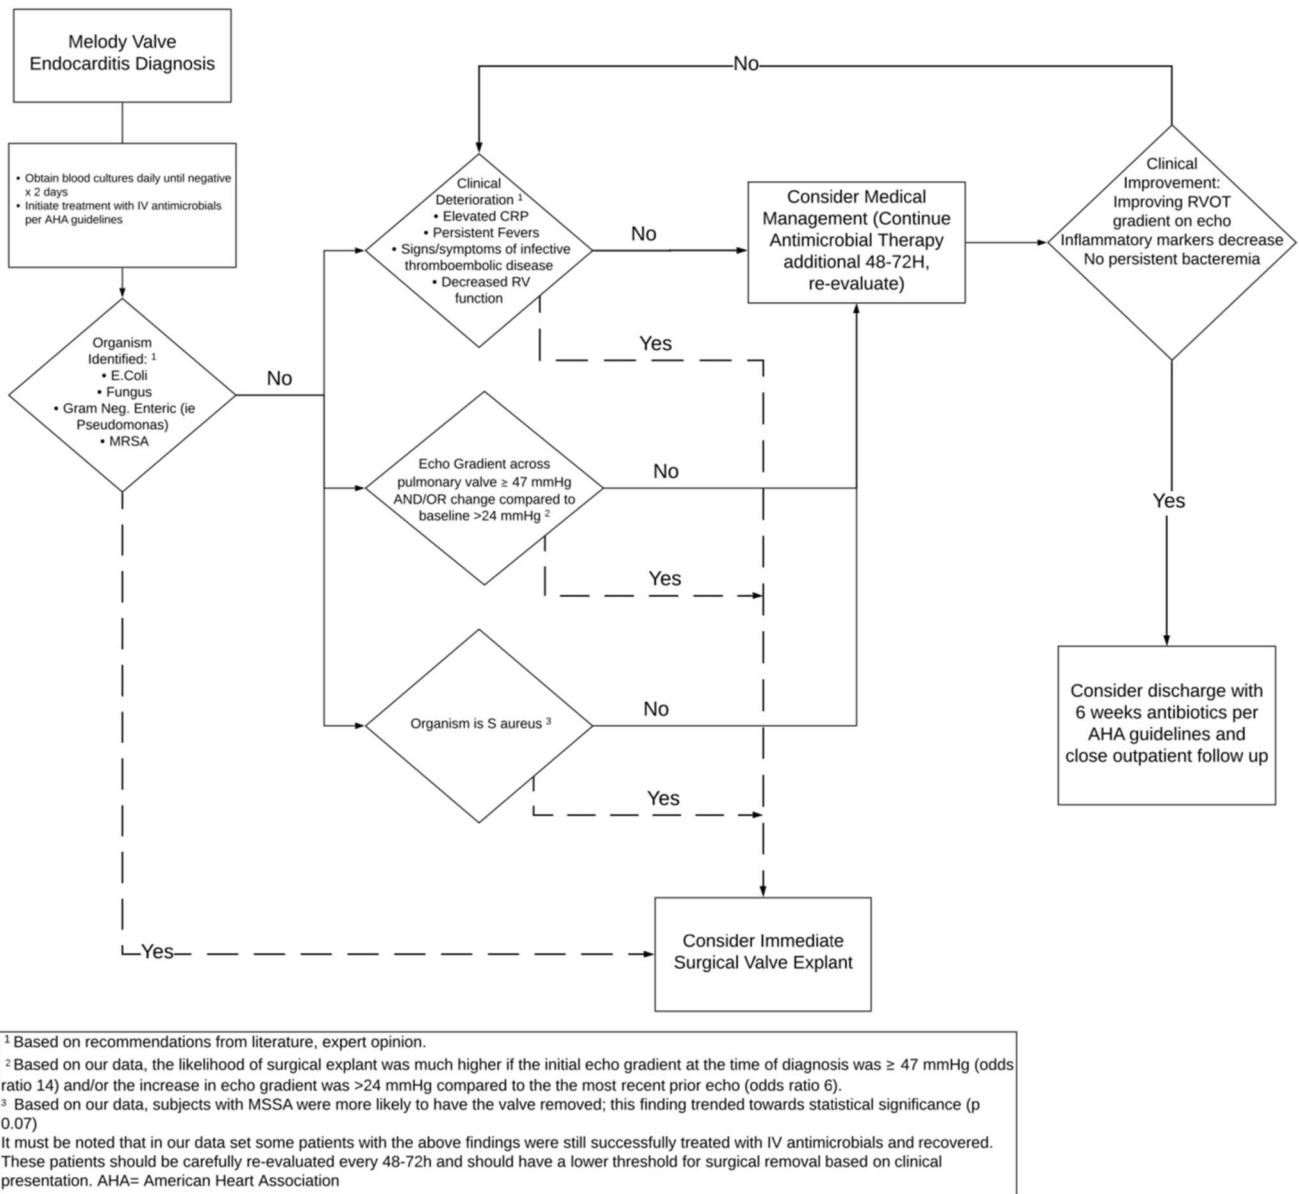 Melody Valve
Endocarditis Diagnosis
• Obtain blood cultures daily until negative
x 2 days
• Initiate treatment with IV antimicrobials
per AHA guidelines
Organism
Identified: ¹
• E.Coli
• Fungus
• Gram Neg. Enteric (ie
Pseudomonas)
• MRSA
No
Yes
Clinical
Deterioration ¹
• Elevated CRP
• Persistent Fevers
• Signs/symptoms of infective
thromboembolic disease
• Decreased RV
function
No
Yes
Echo Gradient across
pulmonary valve ≥ 47 mmHg
AND/OR change compared to
baseline >24 mmHg ²
No
Yes
Organism is S aureus ³
No
Yes
Consider Medical
Management (Continue
Antimicrobial Therapy
additional 48-72H,
re-evaluate)
No
Clinical
Improvement:
Improving RVOT
gradient on echo
Inflammatory markers decrease
No persistent bacteremia
Yes
Consider discharge with
6 weeks antibiotics per
AHA guidelines and
close outpatient follow up
Consider Immediate
Surgical Valve Explant
¹ Based on recommendations from literature, expert opinion.
² Based on our data, the likelihood of surgical explant was much higher if the initial echo gradient at the time of diagnosis was ≥ 47 mmHg (odds
ratio 14) and/or the increase in echo gradient was >24 mmHg compared to the the most recent prior echo (odds ratio 6).
³ Based on our data, subjects with MSSA were more likely to have the valve removed; this finding trended towards statistical significance (p
0.07)
It must be noted that in our data set some patients with the above findings were still successfully treated with IV antimicrobials and recovered.
These patients should be carefully re-evaluated every 48-72h and should have a lower threshold for surgical removal based on clinical
presentation. AHA= American Heart Association